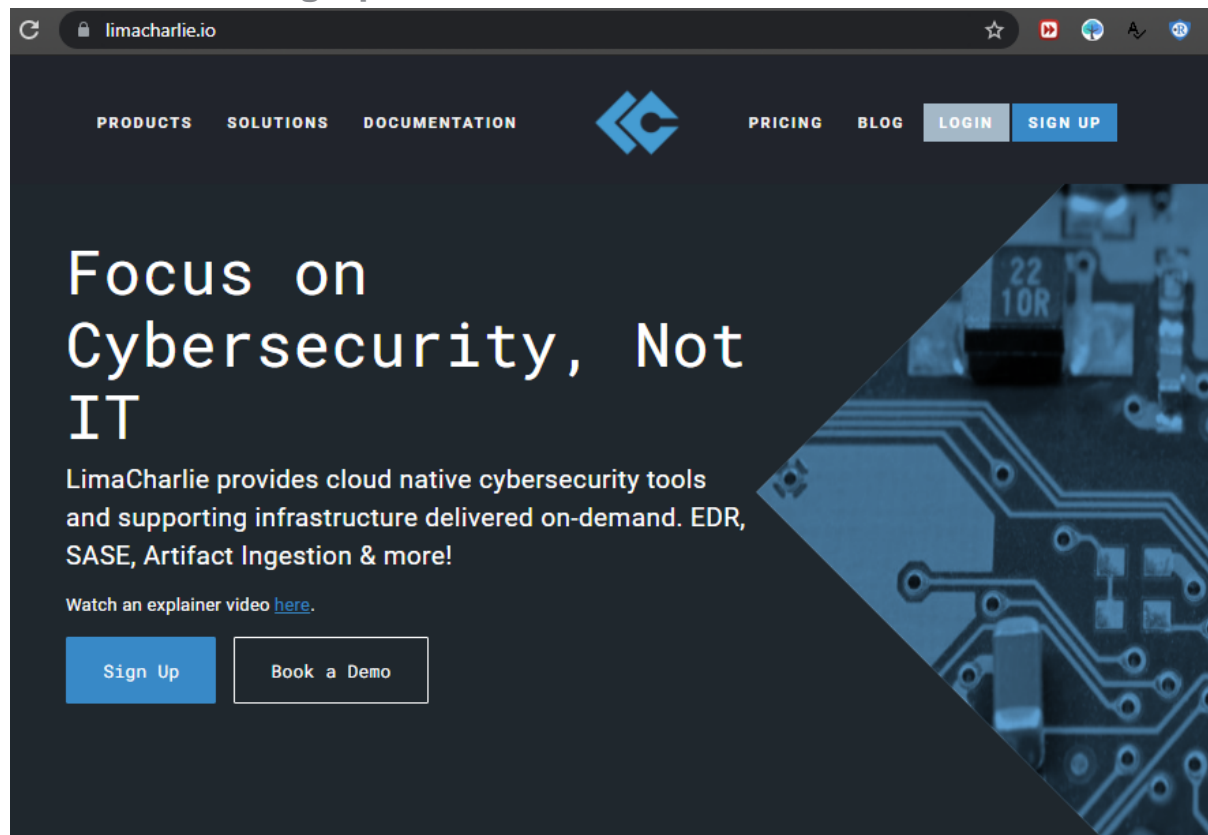 limacharlie.io
PRODUCTS SOLUTIONS DOCUMENTATION PRICING BLOG LOGIN SIGN UP
Focus on
Cybersecurity, Not
IT
LimaCharlie provides cloud native cybersecurity tools
and supporting infrastructure delivered on-demand. EDR,
SASE, Artifact Ingestion & more!
Watch an explainer video here.
Sign Up Book a Demo
22
10R